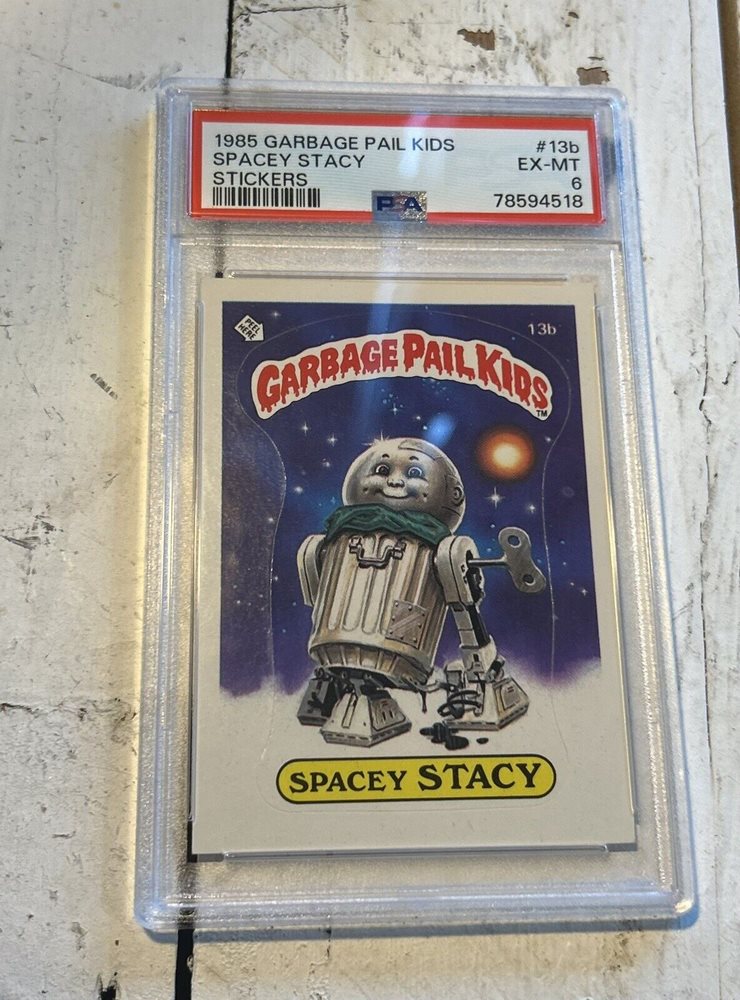 1985 GARBAGE PAIL KIDS #13b
SPACEY STACY EX-MT
STICKERS 6
PSA 78594518
PEEL HERE
13b
GARBAGE PAIL KIDS
TM
SPACEY STACY